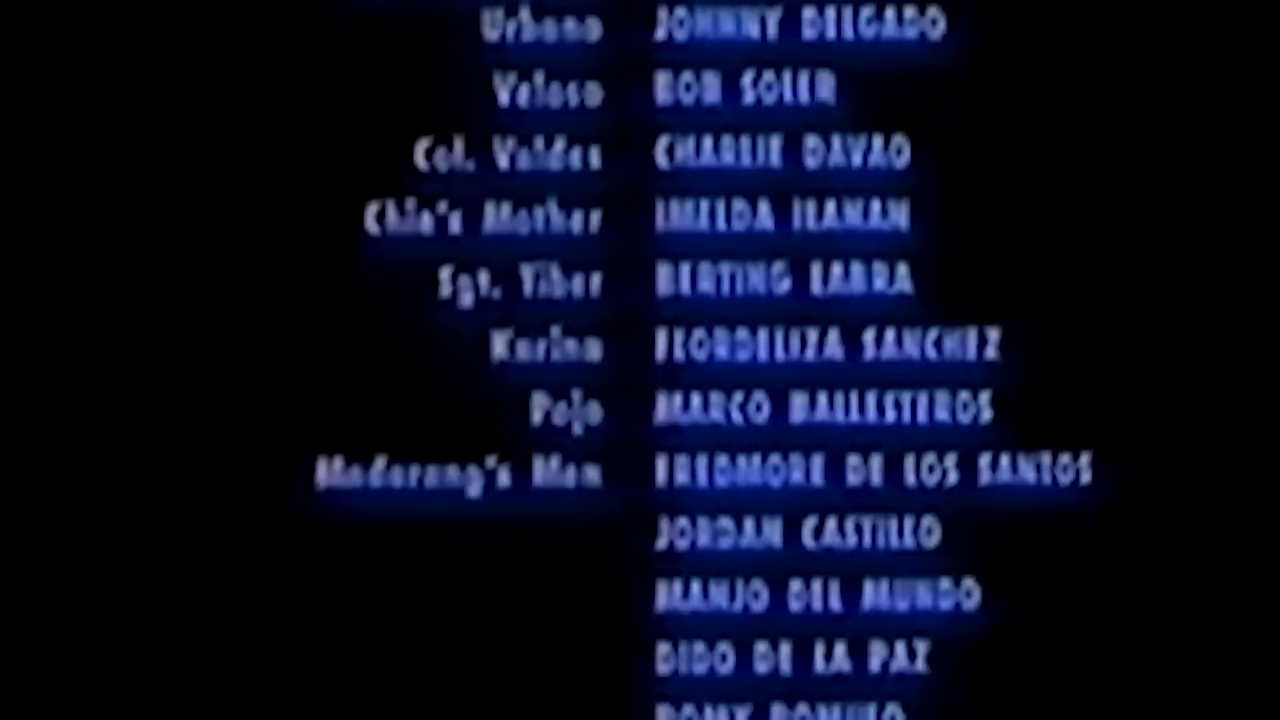 Urbano JOHNNY DELGADO
Veloso BOB SOLER
Col. Valdes CHARLIE DAVAO
Chia's Mother IMELDA ILANAN
Sgt. Tiber BERTING LABRA
Karina FLORDELIZA SANCHEZ
Pojo MARCO BALLESTEROS
Madarang's Men FREDMORE DE LOS SANTOS
JORDAN CASTILLO
MANJO DEL MUNDO
DIDO DE LA PAZ
ROMY ROMULO